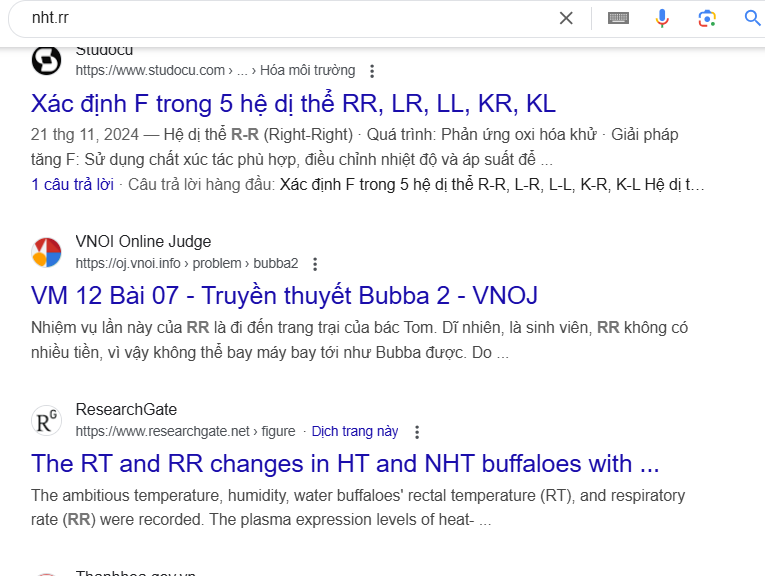 nht.rr
Studocu
https://www.studocu.com › ... › Hóa môi trường
Xác định F trong 5 hệ dị thể RR, LR, LL, KR, KL
21 thg 11, 2024 — Hệ dị thể R-R (Right-Right) · Quá trình: Phản ứng oxi hóa khử · Giải pháp
tăng F: Sử dụng chất xúc tác phù hợp, điều chỉnh nhiệt độ và áp suất để ...
1 câu trả lời · Câu trả lời hàng đầu: Xác định F trong 5 hệ dị thể R-R, L-R, L-L, K-R, K-L Hệ dị t...
VNOI Online Judge
https://oj.vnoi.info › problem › bubba2
VM 12 Bài 07 - Truyền thuyết Bubba 2 - VNOJ
Nhiệm vụ lần này của RR là đi đến trang trại của bác Tom. Dĩ nhiên, là sinh viên, RR không có
nhiều tiền, vì vậy không thể bay máy bay tới như Bubba được. Do ...
RG
ResearchGate
https://www.researchgate.net › figure · Dịch trang này
The RT and RR changes in HT and NHT buffaloes with ...
The ambitious temperature, humidity, water buffaloes' rectal temperature (RT), and respiratory
rate (RR) were recorded. The plasma expression levels of heat- ...
Thanhhoa.gov.vn